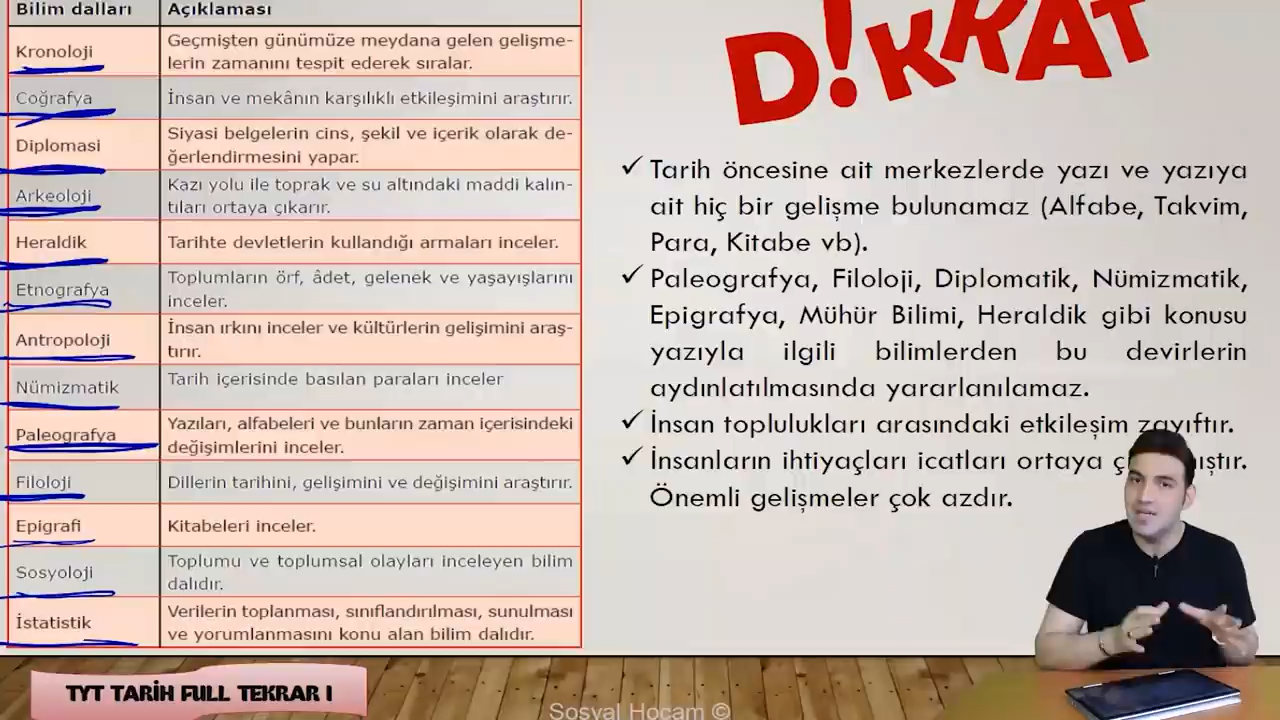 Bilim dalları Açıklaması
Kronoloji Geçmişten günümüze meydana gelen gelişme-
lerin zamanını tespit ederek sıralar.
Coğrafya İnsan ve mekânın karşılıklı etkileşimini araştırır.
Diplomasi Siyasi belgelerin cins, şekil ve içerik olarak de-
ğerlendirmesini yapar.
Arkeoloji Kazı yolu ile toprak ve su altındaki maddi kalın-
tıları ortaya çıkarır.
Heraldik Tarihte devletlerin kullandığı armaları inceler.
Etnografya Toplumların örf, âdet, gelenek ve yaşayışlarını
inceler.
Antropoloji İnsan ırkını inceler ve kültürlerin gelişimini araş-
tırır.
Nümizmatik Tarih içerisinde basılan paraları inceler
Paleografya Yazıları, alfabeleri ve bunların zaman içerisindeki
değişimlerini inceler.
Filoloji Dillerin tarihini, gelişimini ve değişimini araştırır.
Epigrafi Kitabeleri inceler.
Sosyoloji Toplumu ve toplumsal olayları inceleyen bilim
dalıdır.
İstatistik Verilerin toplanması, sınıflandırılması, sunulması
ve yorumlanmasını konu alan bilim dalıdır.
D!KKAT
✓ Tarih öncesine ait merkezlerde yazı ve yazıya
ait hiç bir gelişme bulunamaz (Alfabe, Takvim,
Para, Kitabe vb).
✓ Paleografya, Filoloji, Diplomatik, Nümizmatik,
Epigrafya, Mühür Bilimi, Heraldik gibi konusu
yazıyla ilgili bilimlerden bu devirlerin
aydınlatılmasında yararlanılamaz.
✓ İnsan toplulukları arasındaki etkileşim zayıftır.
✓ İnsanların ihtiyaçları icatları ortaya
Önemli gelişmeler çok azdır.
TYT TARİH FULL TEKRAR I
Sosyal Hocam ©